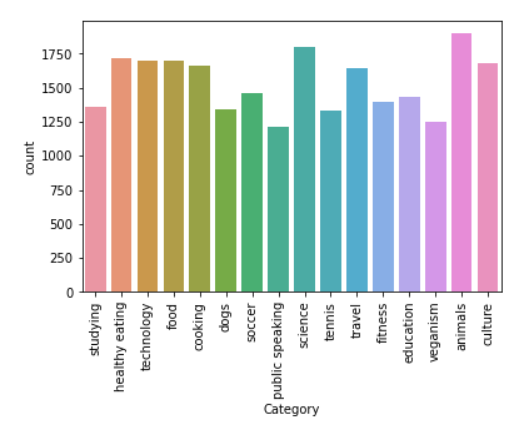 1750
1500
1250
1000
750
500
250
0
count
studying
healthy eating
technology
food
cooking
dogs
soccer
public speaking
science
tennis
travel
fitness
education
veganism
animals
culture
Category